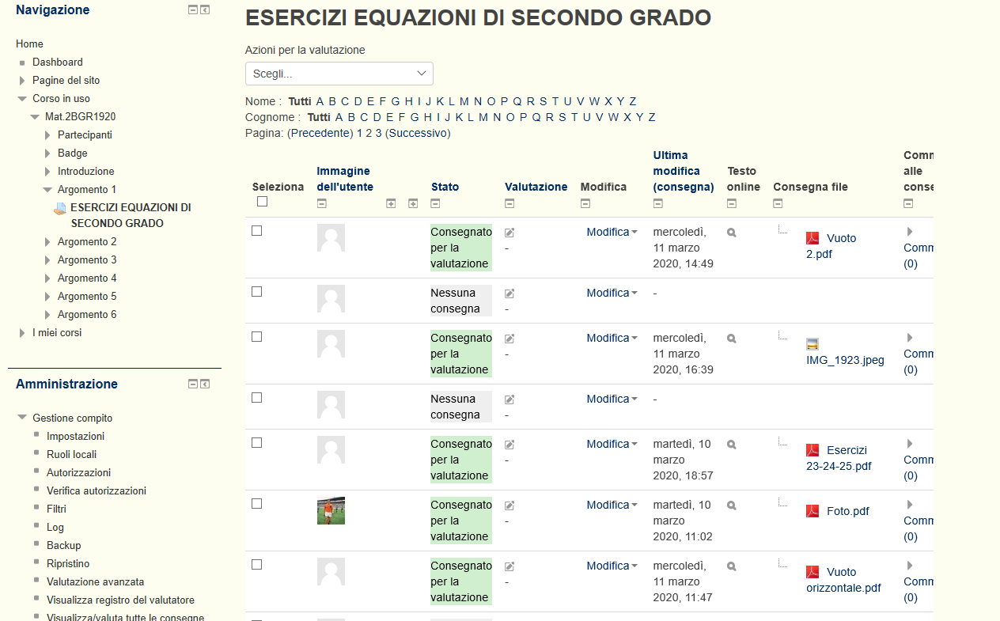 Navigazione
Home
Dashboard
Pagine del sito
Corso in uso
Mat.2BGR1920
Partecipanti
Badge
Introduzione
Argomento 1
ESERCIZI EQUAZIONI DI
SECONDO GRADO
Argomento 2
Argomento 3
Argomento 4
Argomento 5
Argomento 6
I miei corsi
Amministrazione
Gestione compito
Impostazioni
Ruoli locali
Autorizzazioni
Verifica autorizzazioni
Filtri
Log
Backup
Ripristino
Valutazione avanzata
Visualizza registro del valutatore
Visualizza/valuta tutte le consegne
ESERCIZI EQUAZIONI DI SECONDO GRADO
Azioni per la valutazione
Scegli...
Nome : Tutti A B C D E F G H I J K L M N O P Q R S T U V W X Y Z
Cognome : Tutti A B C D E F G H I J K L M N O P Q R S T U V W X Y Z
Pagina: (Precedente) 1 2 3 (Successivo)
Seleziona
Immagine
dell'utente
Stato
Valutazione
Modifica
Ultima
modifica
(consegna)
Testo
online
Consegna file
Comm
alle
conse
Consegnato
per la
valutazione
-
Modifica
mercoledì,
11 marzo
2020, 14:49
Vuoto
2.pdf
Comm
(0)
Nessuna
consegna
-
Modifica
-
Consegnato
per la
valutazione
-
Modifica
mercoledì,
11 marzo
2020, 16:39
IMG_1923.jpeg
Comm
(0)
Nessuna
consegna
-
Modifica
-
Consegnato
per la
valutazione
-
Modifica
martedì, 10
marzo
2020, 18:57
Esercizi
23-24-25.pdf
Comm
(0)
Consegnato
per la
valutazione
-
Modifica
martedì, 10
marzo
2020, 11:02
Foto.pdf
Comm
(0)
Consegnato
per la
valutazione
-
Modifica
mercoledì,
11 marzo
2020, 11:47
Vuoto
orizzontale.pdf
Comm
(0)